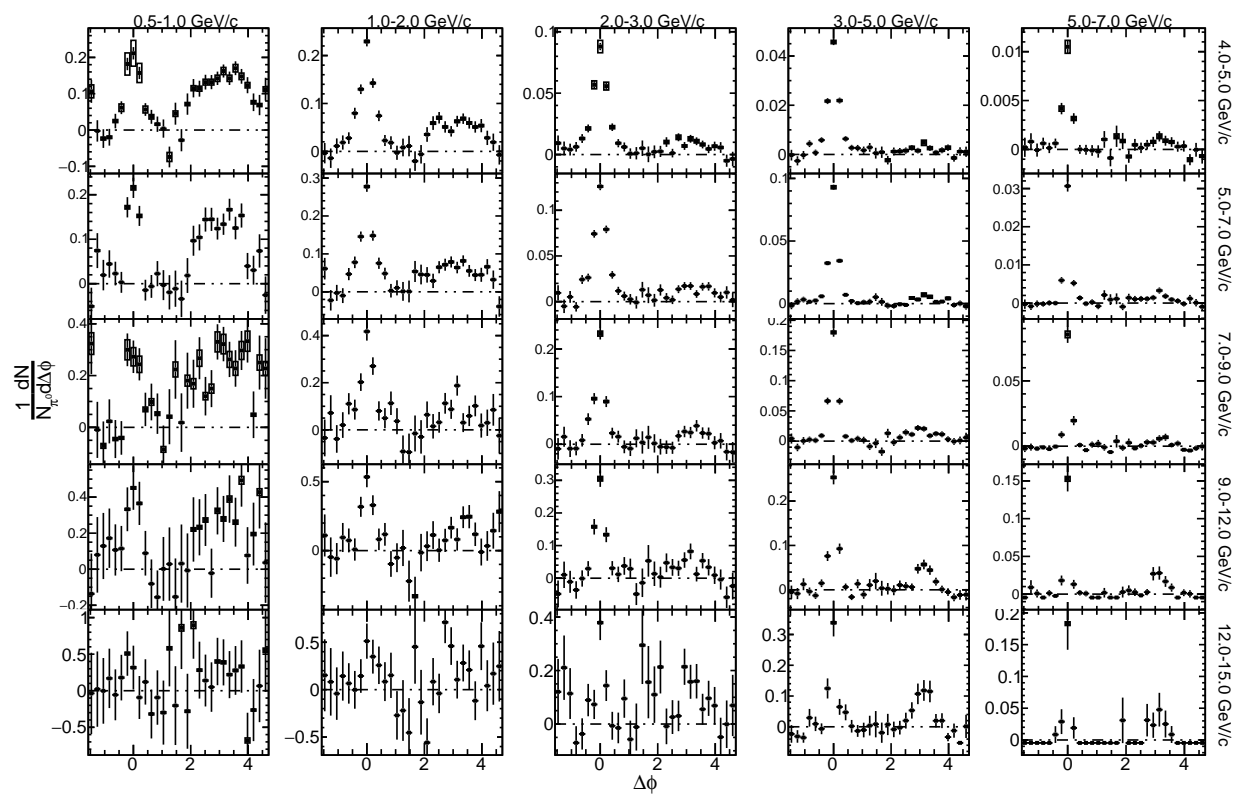 0.5-1.0 GeV/c 1.0-2.0 GeV/c 2.0-3.0 GeV/c 3.0-5.0 GeV/c 5.0-7.0 GeV/c
0.2 0.2 0.1 0.04 0.01
0.1 0.1 0.05 0.02 0.005
0 0 0 0 0
−0.1
4.0-5.0 GeV/c
0.2 0.3 0.1 0.1 0.03
0.1 0.2 0.05 0.05 0.02
0 0.1 0 0 0.01
0 0
5.0-7.0 GeV/c
0.4 0.4 0.2 0.2
0.2 0.2 0.1 0.15 0.05
0 0 0 0.1 0
0.05
0
7.0-9.0 GeV/c
1 dN
N π⁰ dΔϕ
0.4 0.5 0.3 0.2 0.1
0.2 0 0.2 0.1 0.05
0 0.1 0 0
−0.2 0
9.0-12.0 GeV/c
0.5 0.5 0.4 0.3 0.2
0 0 0.2 0.2 0.15
−0.5 −0.5 0 0.1 0.1
0 0.05
0
12.0-15.0 GeV/c
0 2 4 0 2 4 0 2 4 0 2 4 0 2 4
Δϕ